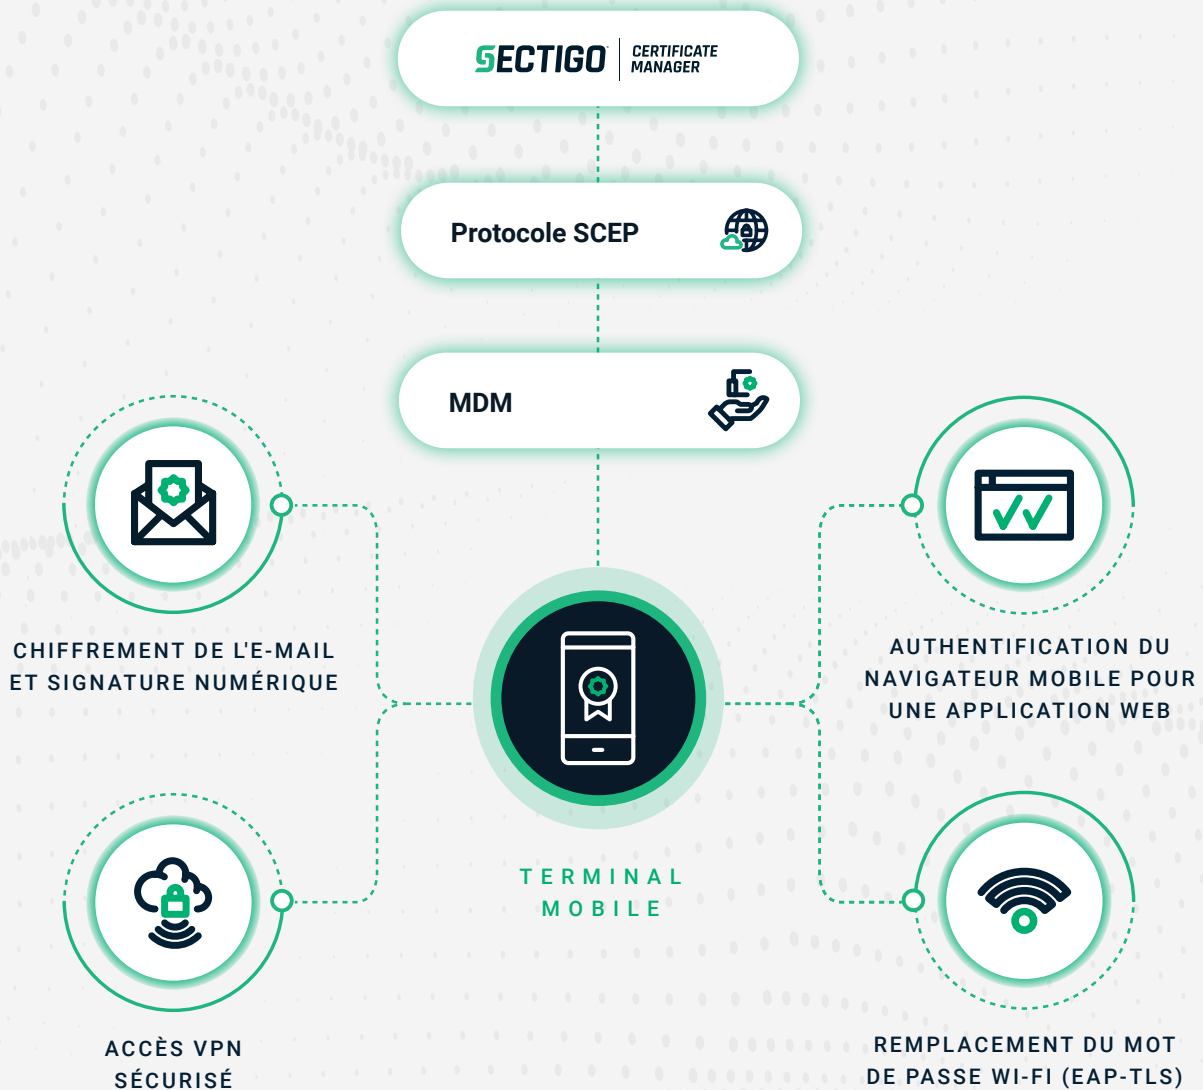 SECTIGO
CERTIFICATE
MANAGER
Protocole SCEP
MDM
CHIFFREMENT DE L'E-MAIL
ET SIGNATURE NUMÉRIQUE
AUTHENTIFICATION DU
NAVIGATEUR MOBILE POUR
UNE APPLICATION WEB
TERMINAL
MOBILE
ACCÈS VPN
SÉCURISÉ
REMPLACEMENT DU MOT
DE PASSE WI-FI (EAP-TLS)